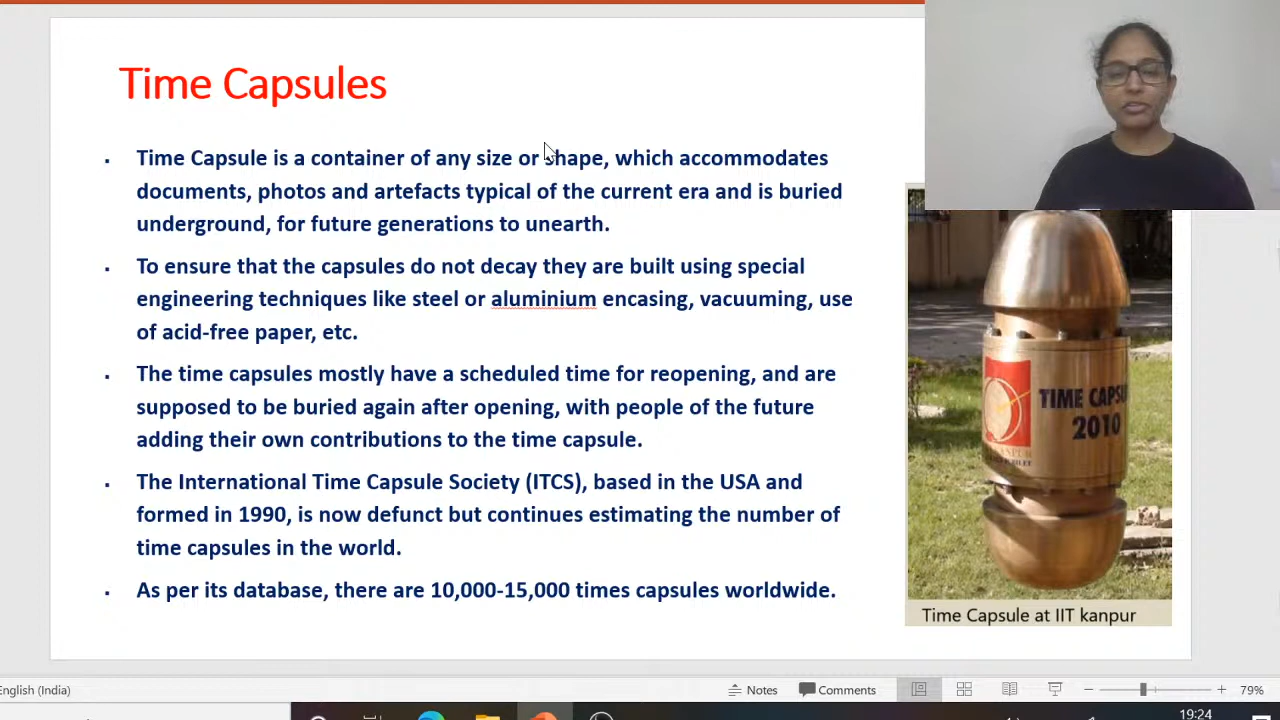 Time Capsules
Time Capsule is a container of any size or shape, which accommodates
documents, photos and artefacts typical of the current era and is buried
underground, for future generations to unearth.
To ensure that the capsules do not decay they are built using special
engineering techniques like steel or aluminium encasing, vacuuming, use
of acid-free paper, etc.
The time capsules mostly have a scheduled time for reopening, and are
supposed to be buried again after opening, with people of the future
adding their own contributions to the time capsule.
The International Time Capsule Society (ITCS), based in the USA and
formed in 1990, is now defunct but continues estimating the number of
time capsules in the world.
As per its database, there are 10,000-15,000 times capsules worldwide.
TIME CAPSU
2010
Time Capsule at IIT kanpur
English (India)
Notes
Comments
79%
19:24